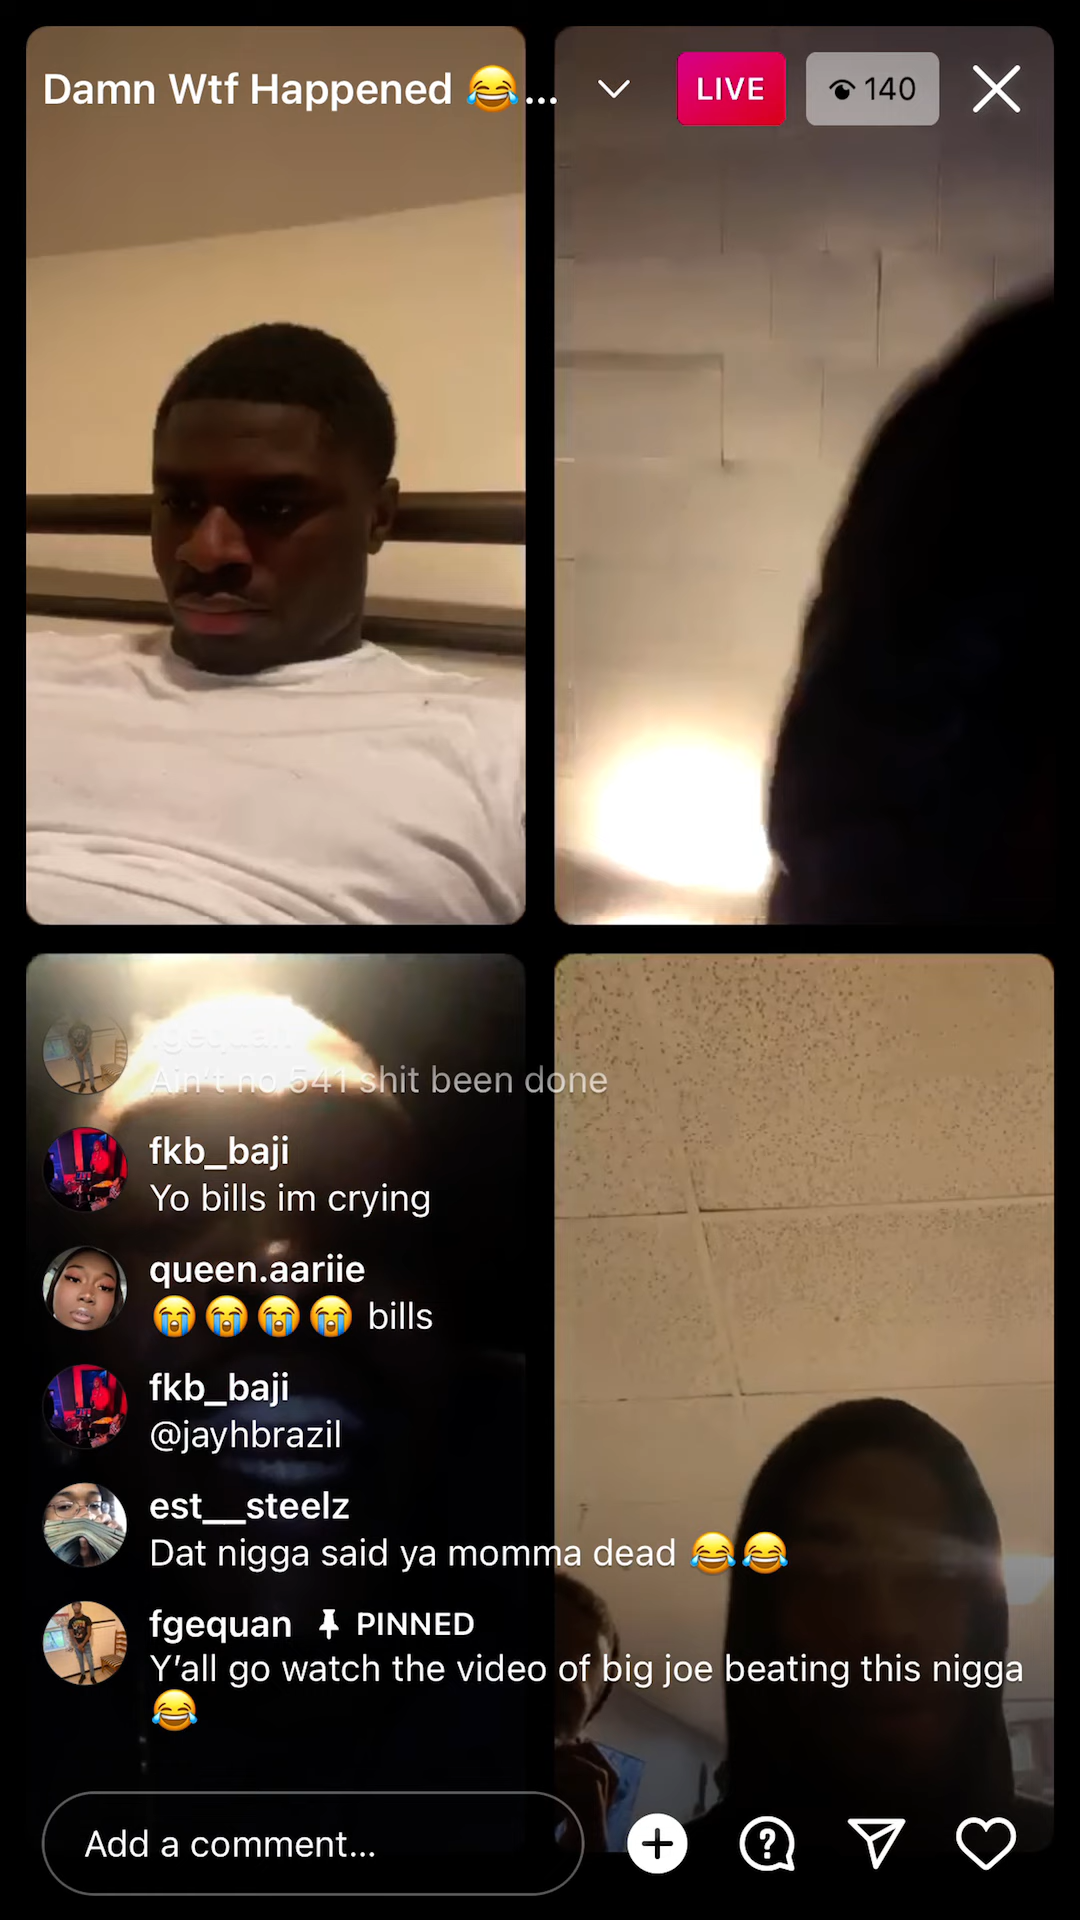 Damn Wtf Happened 😂...
LIVE
140
fgequan
Ain't no 541 shit been done
fkb_baji
Yo bills im crying
queen.aariie
😭😭😭😭 bills
fkb_baji
@jayhbrazil
est__steelz
Dat nigga said ya momma dead 😂😂
fgequan PINNED
Y’all go watch the video of big joe beating this nigga
😂
Add a comment...